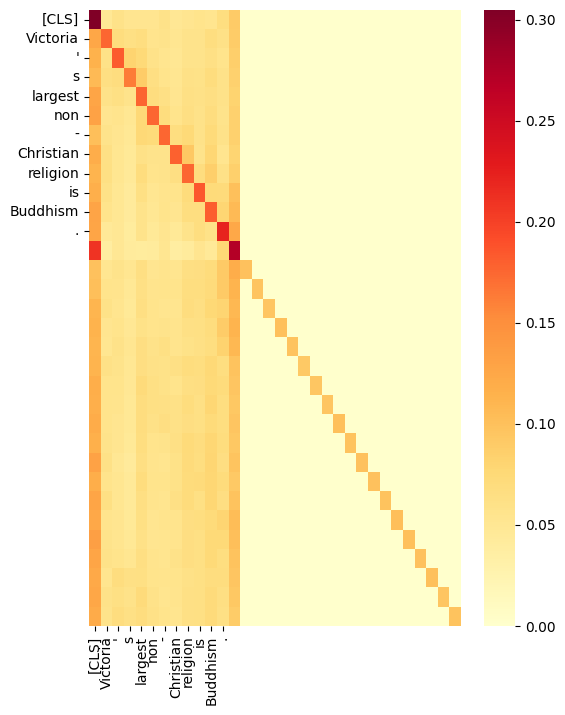 [CLS]
Victoria
'
s
largest
non
-
Christian
religion
is
Buddhism
.
0.30
0.25
0.20
0.15
0.10
0.05
0.00
[CLS]
Victoria
'
s
largest
non
-
Christian
religion
is
Buddhism
.